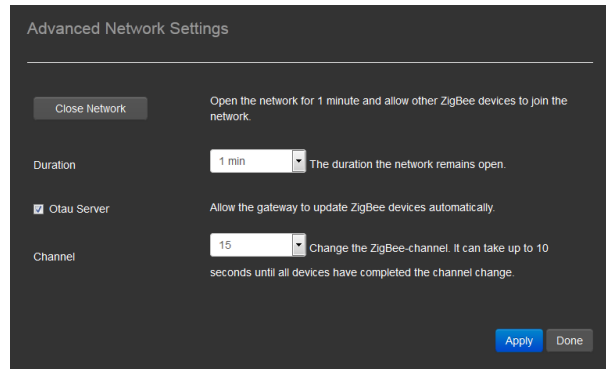 Advanced Network Settings
Close Network
Open the network for 1 minute and allow other ZigBee devices to join the
network.
Duration
1 min
The duration the network remains open.
Otau Server
Allow the gateway to update ZigBee devices automatically.
Channel
15
Change the ZigBee-channel. It can take up to 10
seconds until all devices have completed the channel change.
Apply
Done